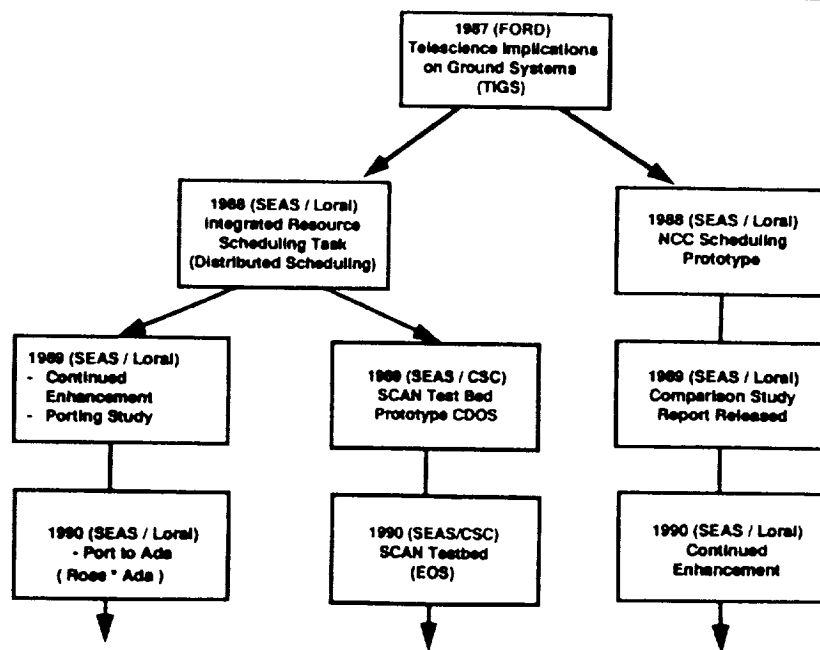 1987 (FORD)
Telescience Implications
on Ground Systems
(TIGS)
1988 (SEAS / Loral)
Integrated Resource
Scheduling Task
(Distributed Scheduling)
1988 (SEAS / Loral)
NCC Scheduling
Prototype
1989 (SEAS / Loral)
- Continued
Enhancement
- Porting Study
1989 (SEAS / CSC)
SCAN Test Bed
Prototype CDOS
1989 (SEAS / Loral)
Comparison Study
Report Released
1990 (SEAS / Loral)
- Port to Ada
( Ross * Ada )
1990 (SEAS/CSC)
SCAN Testbed
(EOS)
1990 (SEAS / Loral)
Continued
Enhancement